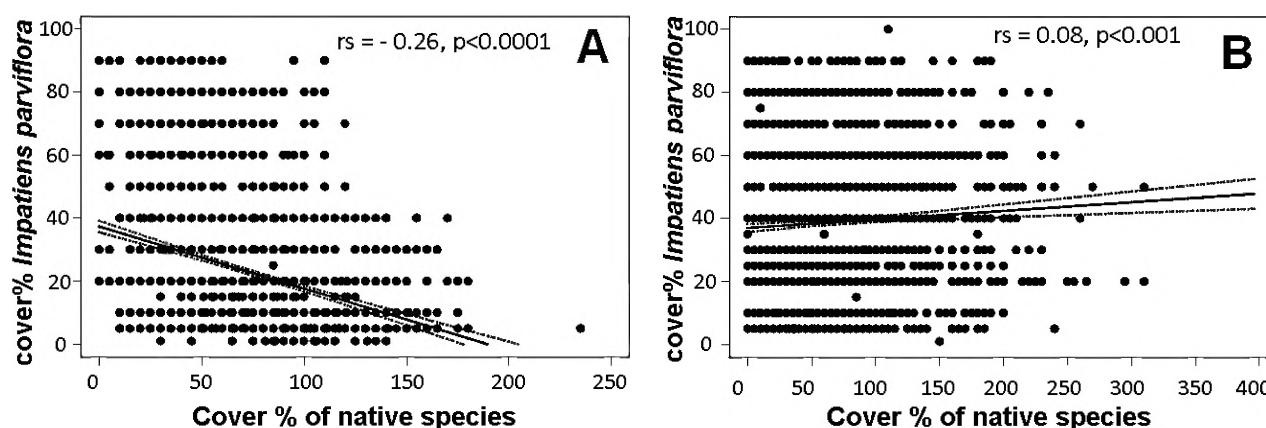 rs = - 0.26, p<0.0001
A
cover% Impatiens parviflora
100
80
60
40
20
0
0 50 100 150 200 250
Cover % of native species
rs = 0.08, p<0.001
B
cover% Impatiens parviflora
100
80
60
40
20
0
0 50 100 150 200 250 300 350 400
Cover % of native species